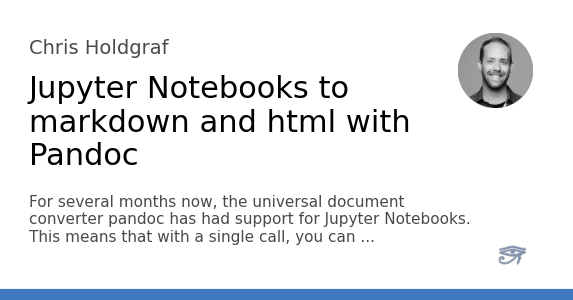 Chris Holdgraf
Jupyter Notebooks to
markdown and html with
Pandoc
For several months now, the universal document
converter pandoc has had support for Jupyter Notebooks.
This means that with a single call, you can ...